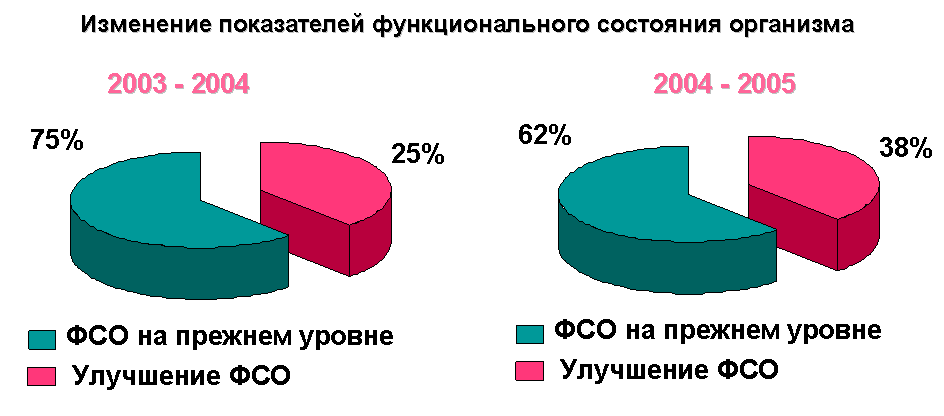 Изменение показателей функционального состояния организма
2003 - 2004
75%
25%
ФСО на прежнем уровне
Улучшение ФСО
2004 - 2005
62%
38%
ФСО на прежнем уровне
Улучшение ФСО